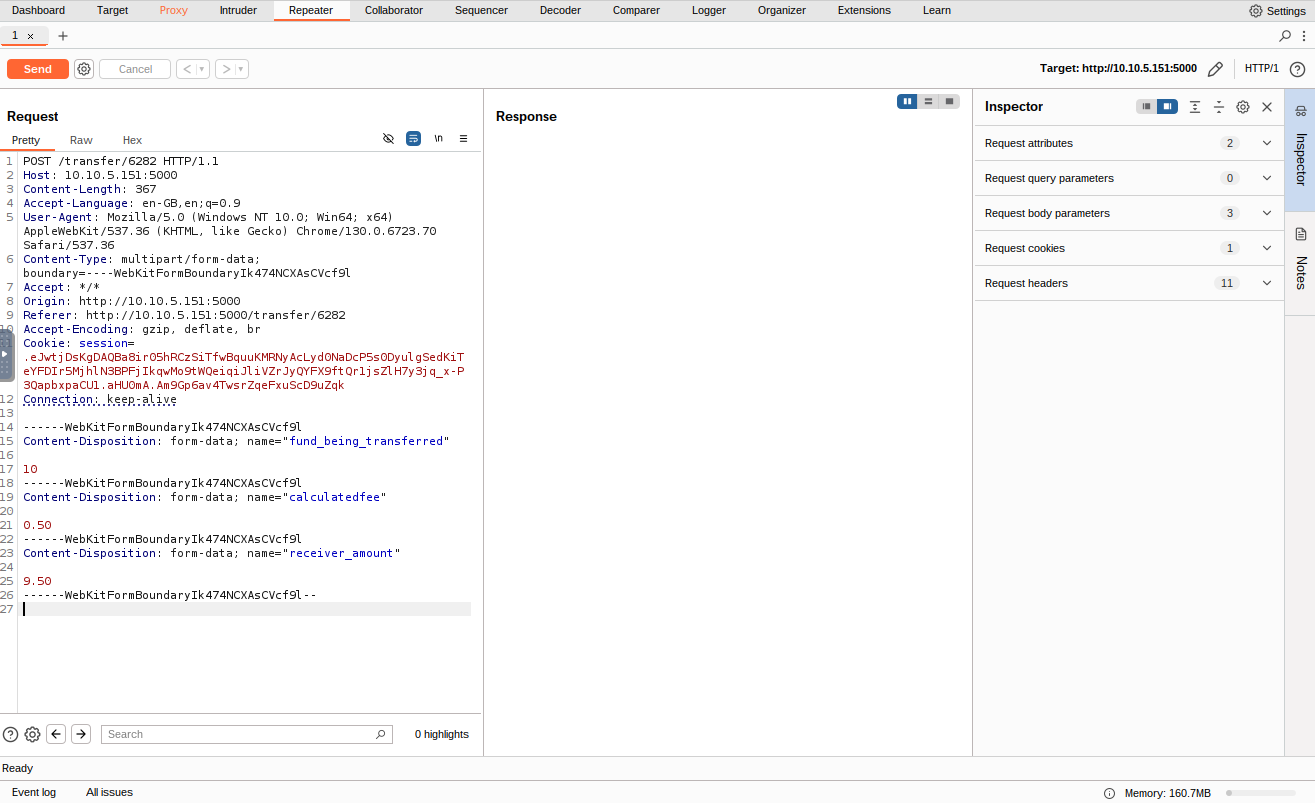 Dashboard Target Proxy Intruder Repeater Collaborator Sequencer Decoder Comparer Logger Organizer Extensions Learn Settings
1 × +
Send Cancel < > Target: http://10.10.5.151:5000 HTTP/1
Request
Pretty Raw Hex \n
1 POST /transfer/6282 HTTP/1.1
2 Host: 10.10.5.151:5000
3 Content-Length: 367
4 Accept-Language: en-GB,en;q=0.9
5 User-Agent: Mozilla/5.0 (Windows NT 10.0; Win64; x64)
AppleWebKit/537.36 (KHTML, like Gecko) Chrome/130.0.6723.70
Safari/537.36
6 Content-Type: multipart/form-data;
boundary=----WebKitFormBoundaryIk474NCXAsCVcf9l
7 Accept: */*
8 Origin: http://10.10.5.151:5000
9 Referer: http://10.10.5.151:5000/transfer/6282
10 Accept-Encoding: gzip, deflate, br
Cookie: session=
.eJwtjDsKgDAQBa8ir05hRCzSiTfwBquuKMRNyAcLyd0NaDcP5s0DyulgSedKiT
eYFDIr5MjhlN3BPFjIkqwMo9tWQeiqiJliVZrJyQYFX9ftQr1jsZlH7y3jq_x-P
3QapbxpaCU1.aHU0mA.Am9Gp6av4TwsrZqeFxuScD9uZqk
12 Connection: keep-alive
13
14 ------WebKitFormBoundaryIk474NCXAsCVcf9l
15 Content-Disposition: form-data; name="fund_being_transferred"
16
17 10
18 ------WebKitFormBoundaryIk474NCXAsCVcf9l
19 Content-Disposition: form-data; name="calculatedfee"
20
21 0.50
22 ------WebKitFormBoundaryIk474NCXAsCVcf9l
23 Content-Disposition: form-data; name="receiver_amount"
24
25 9.50
26 ------WebKitFormBoundaryIk474NCXAsCVcf9l--
27
Search 0 highlights
Response
Inspector
Request attributes 2
Request query parameters 0
Request body parameters 3
Request cookies 1
Request headers 11
Inspector
Notes
Ready
Event log All issues Memory: 160.7MB